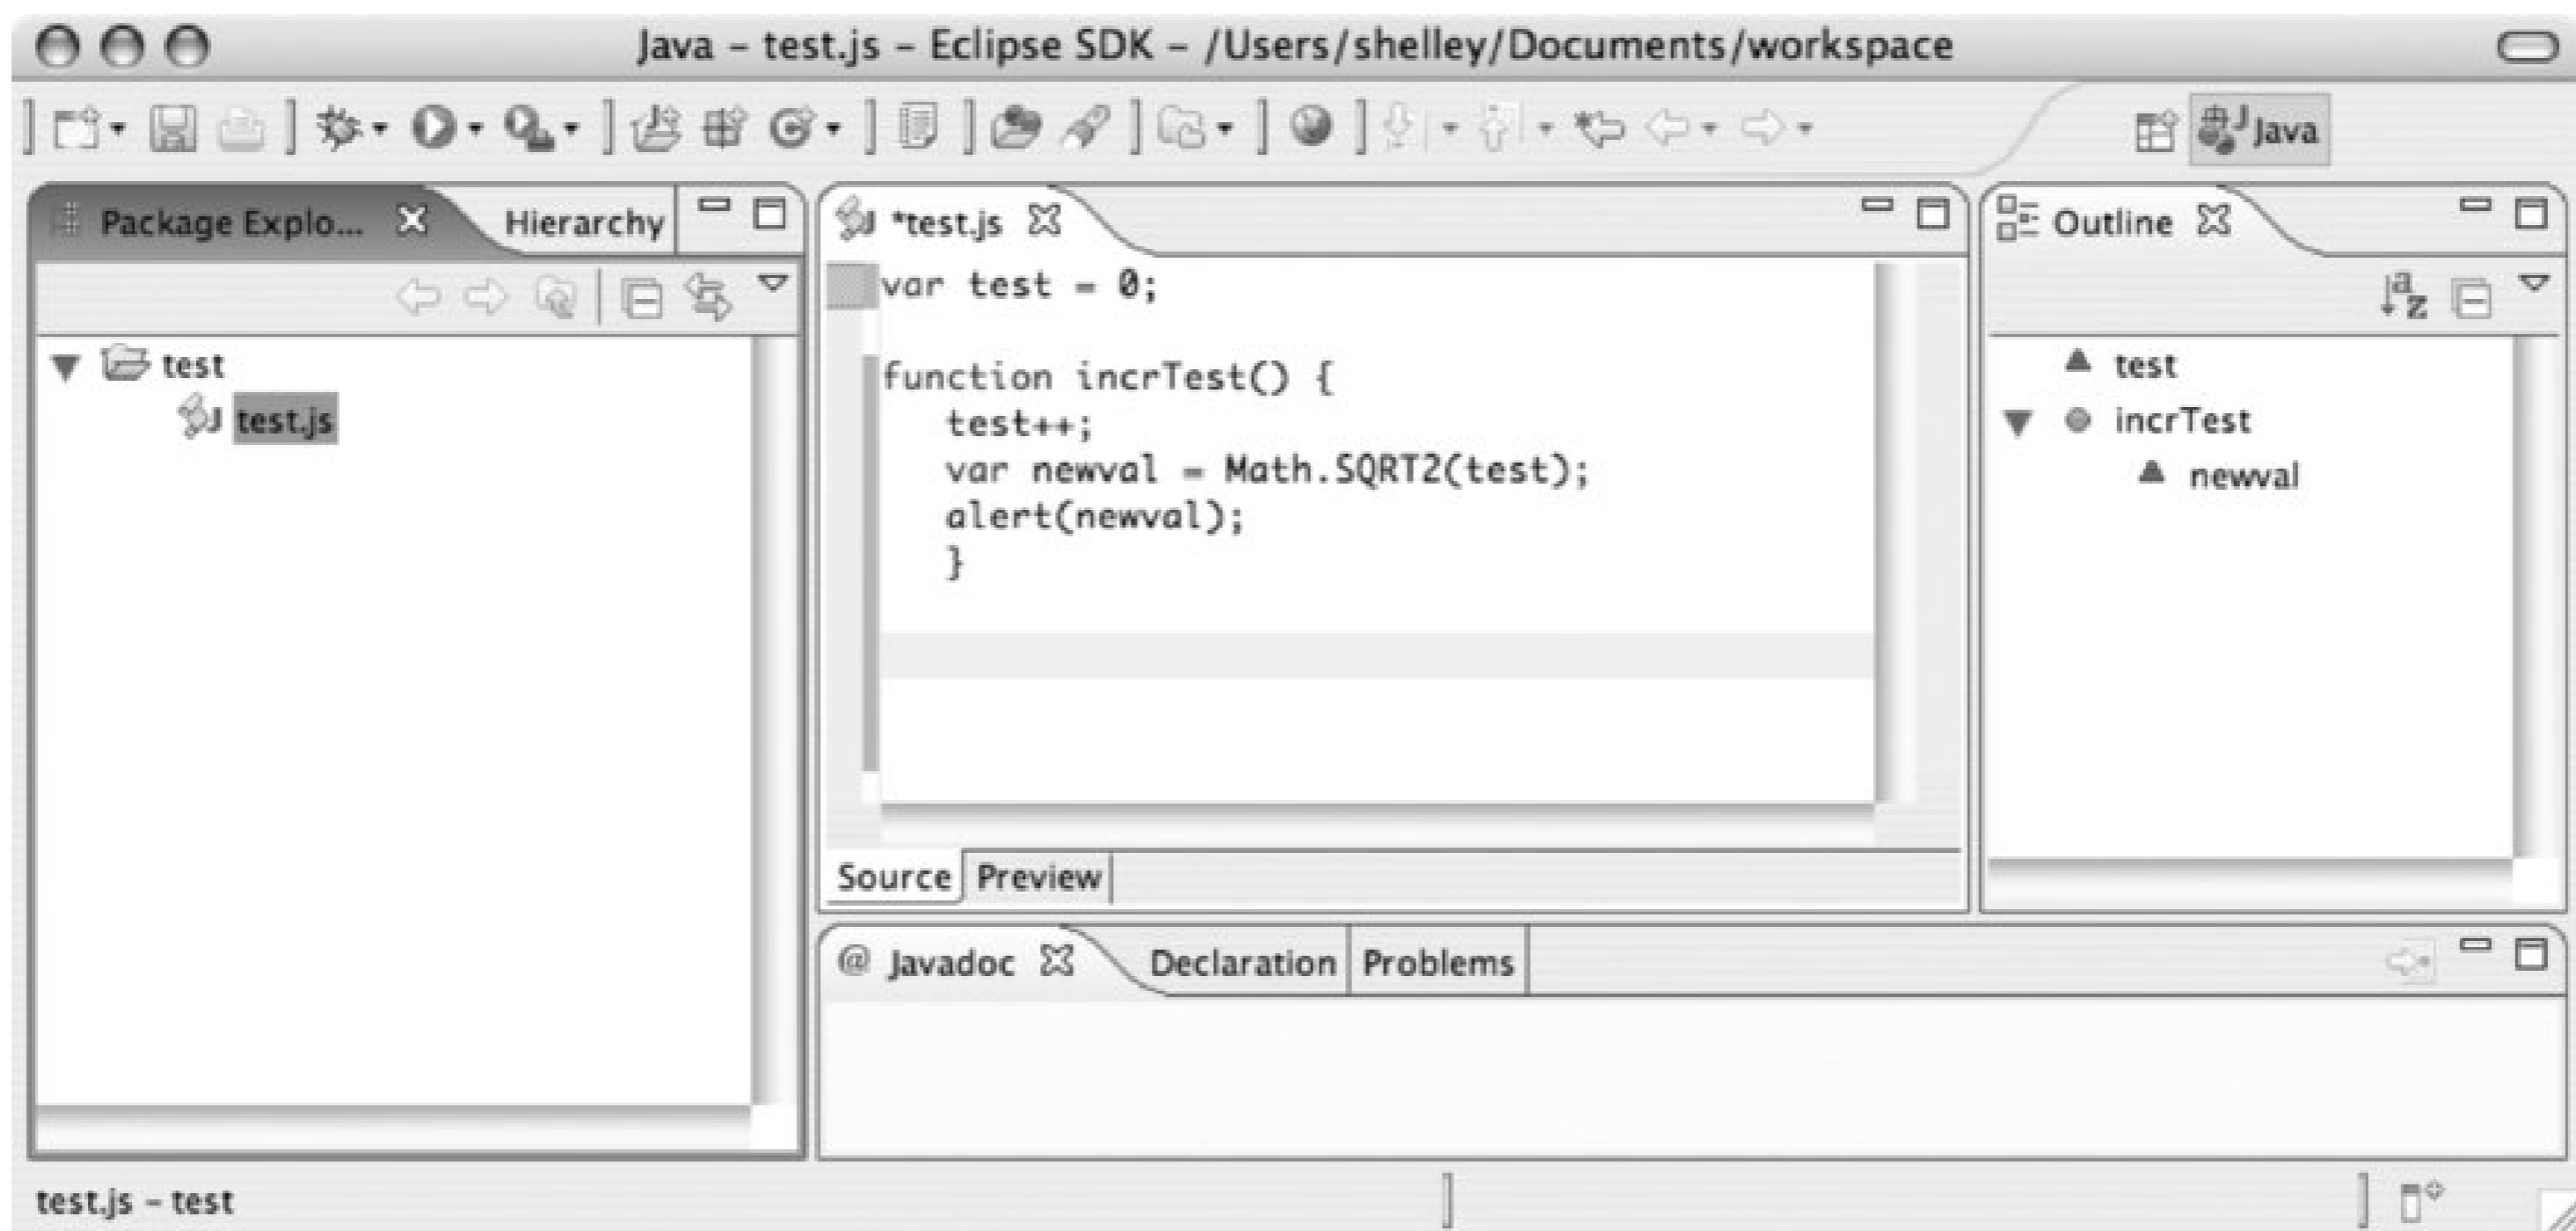 Java – test.js – Eclipse SDK – /Users/shelley/Documents/workspace
Java
Package Explo...
Hierarchy
test
test.js
*test.js
var test = 0;
function incrTest() {
test++;
var newval = Math.SQRT2(test);
alert(newval);
}
Source
Preview
Outline
test
incrTest
newval
@ Javadoc
Declaration
Problems
test.js – test